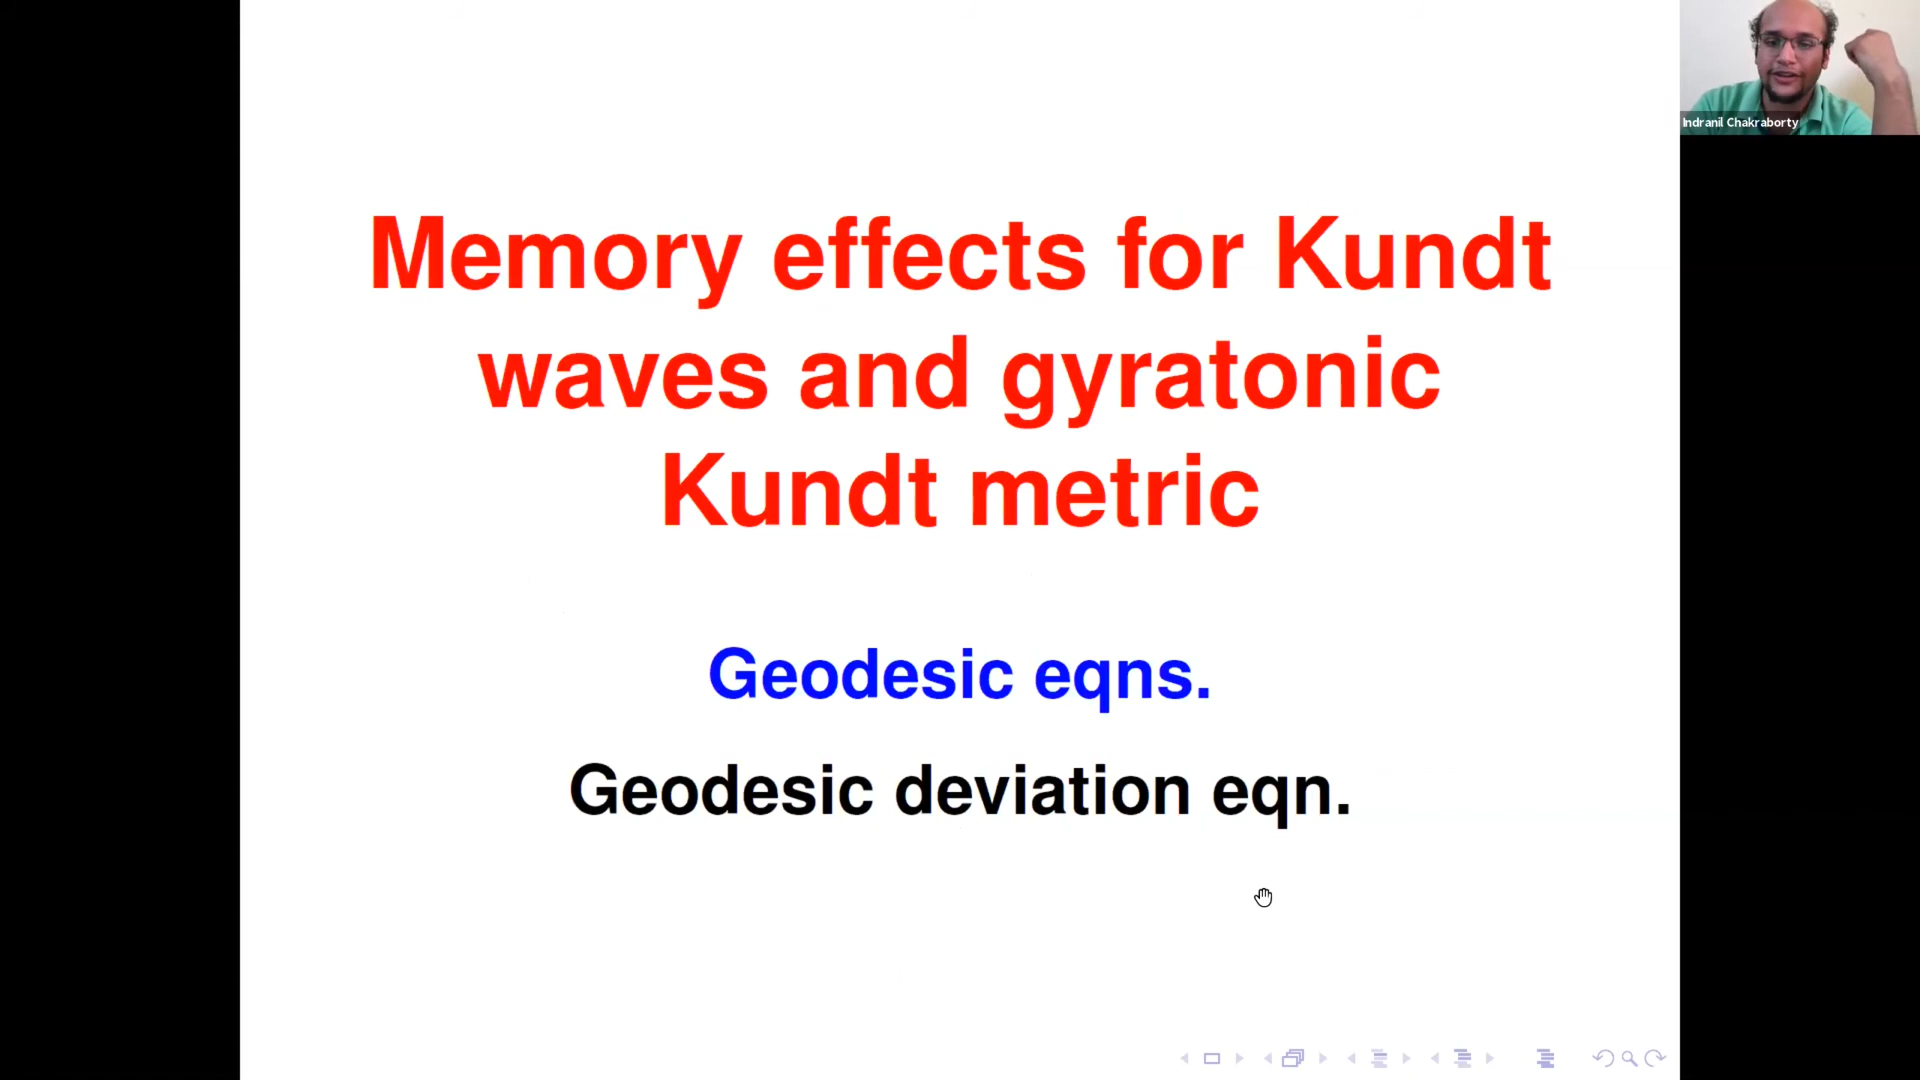 Memory effects for Kundt
waves and gyratonic
Kundt metric
Geodesic eqns.
Geodesic deviation eqn.
Indranil Chakraborty